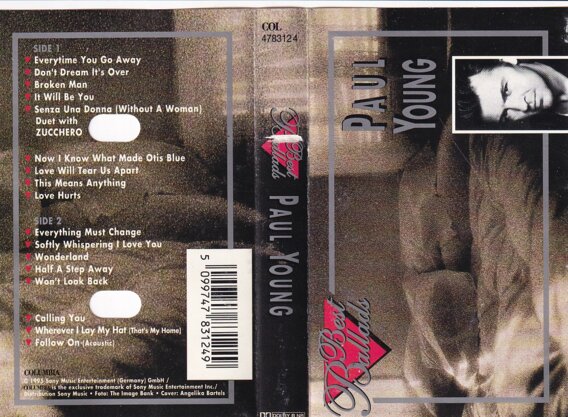 SIDE 1
Everytime You Go Away
Don't Dream It's Over
Broken Man
It Will Be You
Senza Una Donna (Without A Woman)
Duet with
ZUCCHERO
Now I Know What Made Otis Blue
Love Will Tear Us Apart
This Means Anything
Love Hurts
SIDE 2
Everything Must Change
Softly Whispering I Love You
Wonderland
Half A Step Away
Won't Look Back
Calling You
Wherever I Lay My Hat (That's My Home)
Follow On (Acoustic)
COLUMBIA
© 1995 Sony Music Entertainment (Germany) GmbH /
COLUMBIA is the exclusive trademark of Sony Music Entertainment Inc./
Distribution Sony Music • Foto: The Image Bank • Cover: Angelika Bartels
5 099747 831249
COL
478312 4
Best
Ballads
PAUL YOUNG
DOLBY B NR
PAUL
YOUNG
Best
Ballads